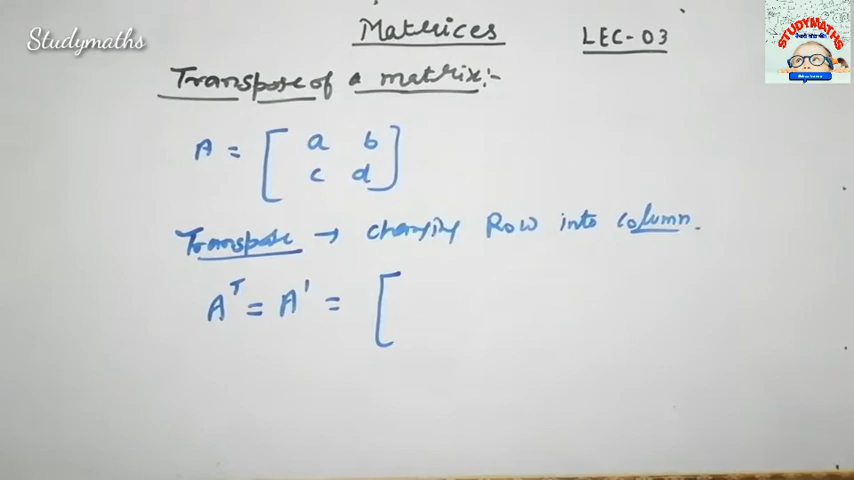 Studymaths
Matrices
LEC-03
STUDYMATHS
Transpose of a matrix:-
A = [ a b
c d ]
Transpose → changing Row into column.
Aᵀ = A' = [